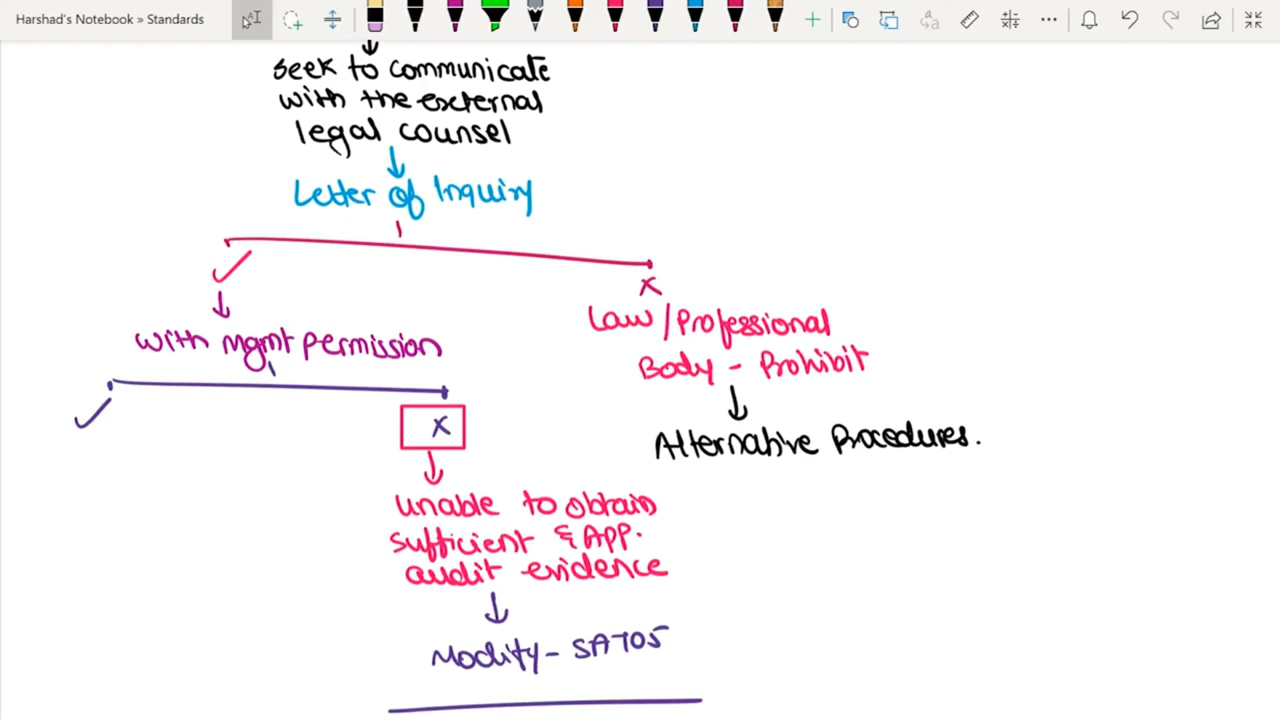 Harshad's Notebook » Standards
seek to communicate
with the external
legal counsel
Letter of Inquiry
with mgmt permission
x
Law/Professional
Body - Prohibit
Alternative Procedures.
x
unable to obtain
sufficient & App.
audit evidence
Modify - SA705